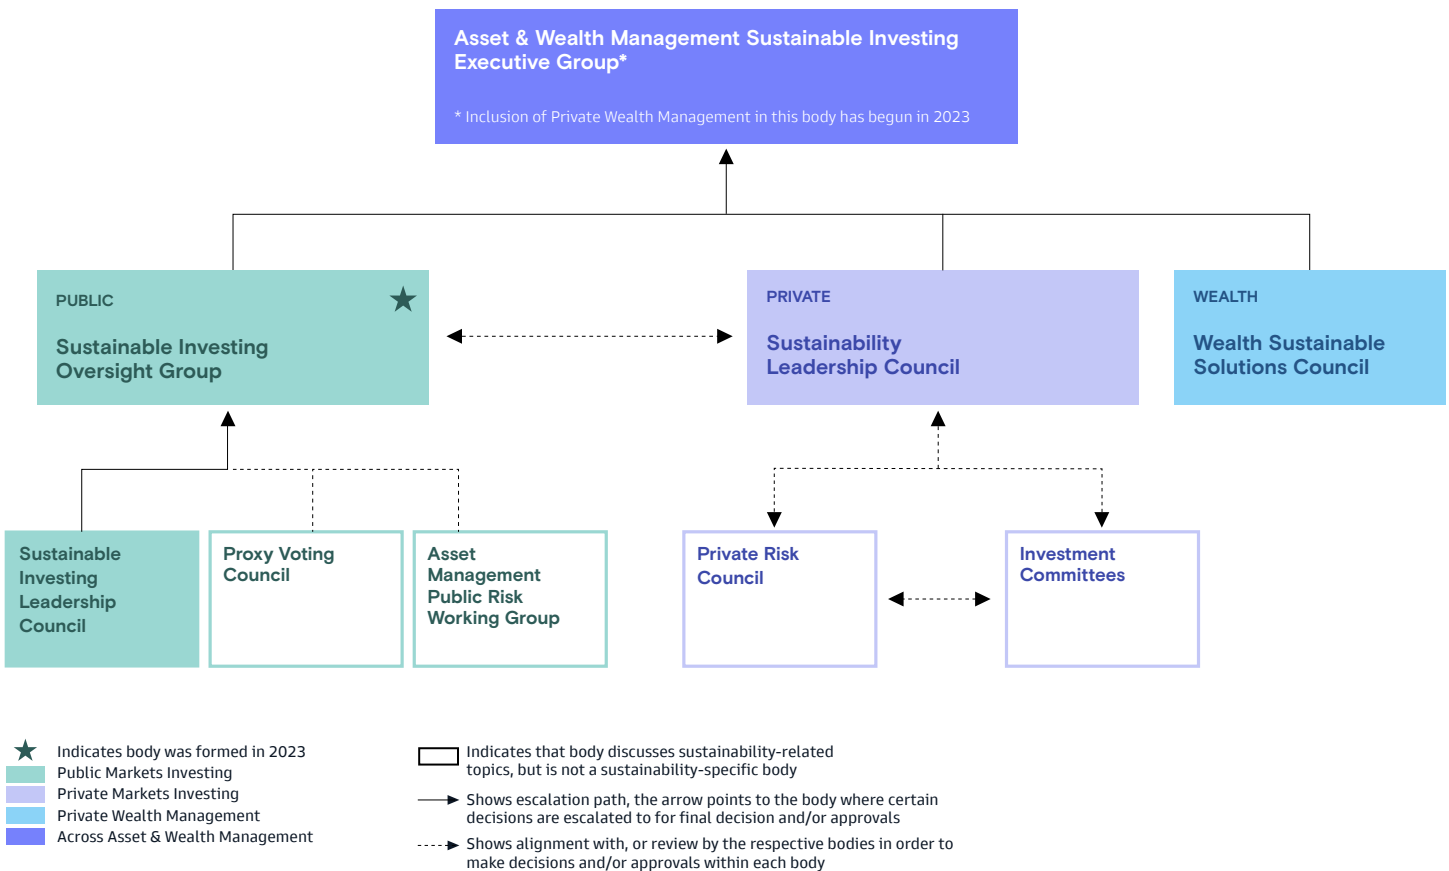 Asset & Wealth Management Sustainable Investing
Executive Group*
* Inclusion of Private Wealth Management in this body has begun in 2023
PUBLIC
Sustainable Investing
Oversight Group
PRIVATE
Sustainability
Leadership Council
WEALTH
Wealth Sustainable
Solutions Council
Sustainable
Investing
Leadership
Council
Proxy Voting
Council
Asset
Management
Public Risk
Working Group
Private Risk
Council
Investment
Committees
Indicates body was formed in 2023
Public Markets Investing
Private Markets Investing
Private Wealth Management
Across Asset & Wealth Management
Indicates that body discusses sustainability-related
topics, but is not a sustainability-specific body
Shows escalation path, the arrow points to the body where certain
decisions are escalated to for final decision and/or approvals
Shows alignment with, or review by the respective bodies in order to
make decisions and/or approvals within each body